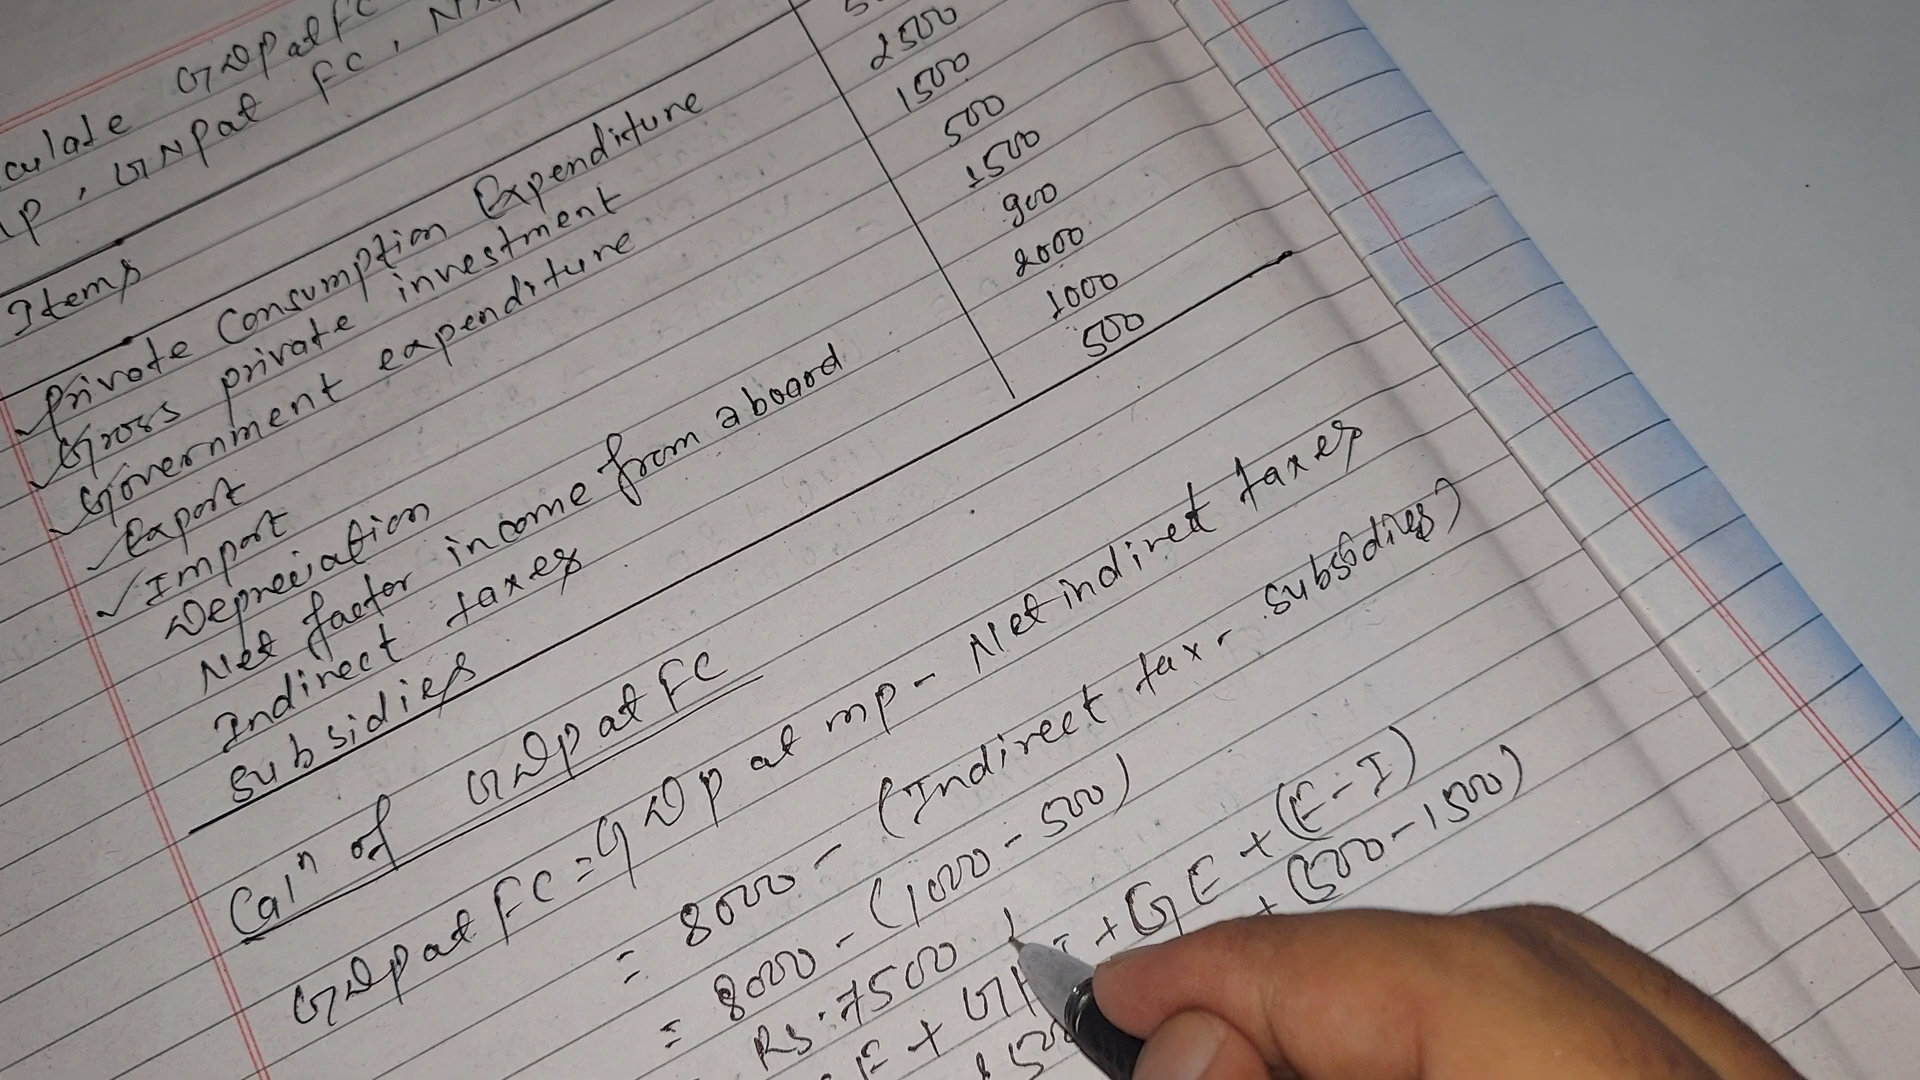 culate GDP at FC
P, GNP at FC, N
Items
Private Consumption Expenditure
2500
Gross private investment
1500
Government expenditure
500
Export
1500
Import
900
Depreciation
2000
Net factor income from aboard
1000
Indirect taxes
500
Subsidies
Calⁿ of GDP at FC
GDP at FC = GDP at mp - Net indirect taxes
= 8000 - (Indirect tax - subsidies)
= 8000 - (1000 - 500)
RS. 7500
E + GP + GE + (E - I)
+ (500 - 1500)